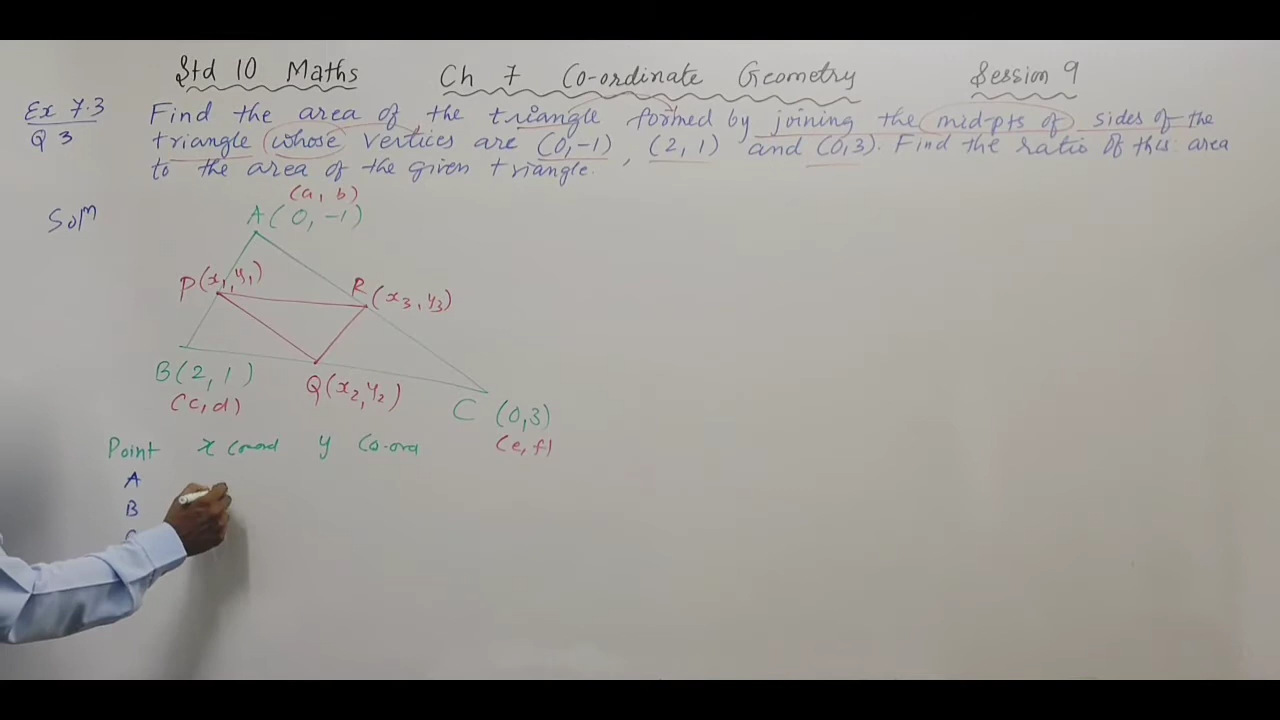 Std 10 Maths Ch 7 Co-ordinate Geometry Session 9
Ex 7.3 Find the area of the triangle formed by joining the mid-pts of sides of the
Q 3 triangle whose vertices are (0,-1), (2, 1) and (0,3). Find the ratio of this area
to the area of the given triangle.
(a, b)
Soln A(0, -1)
P(x1, y1) R(x3, y3)
B(2, 1) Q(x2, y2)
(c, d) C (0,3)
Point x coord y Co-ord (e, f)
A
B